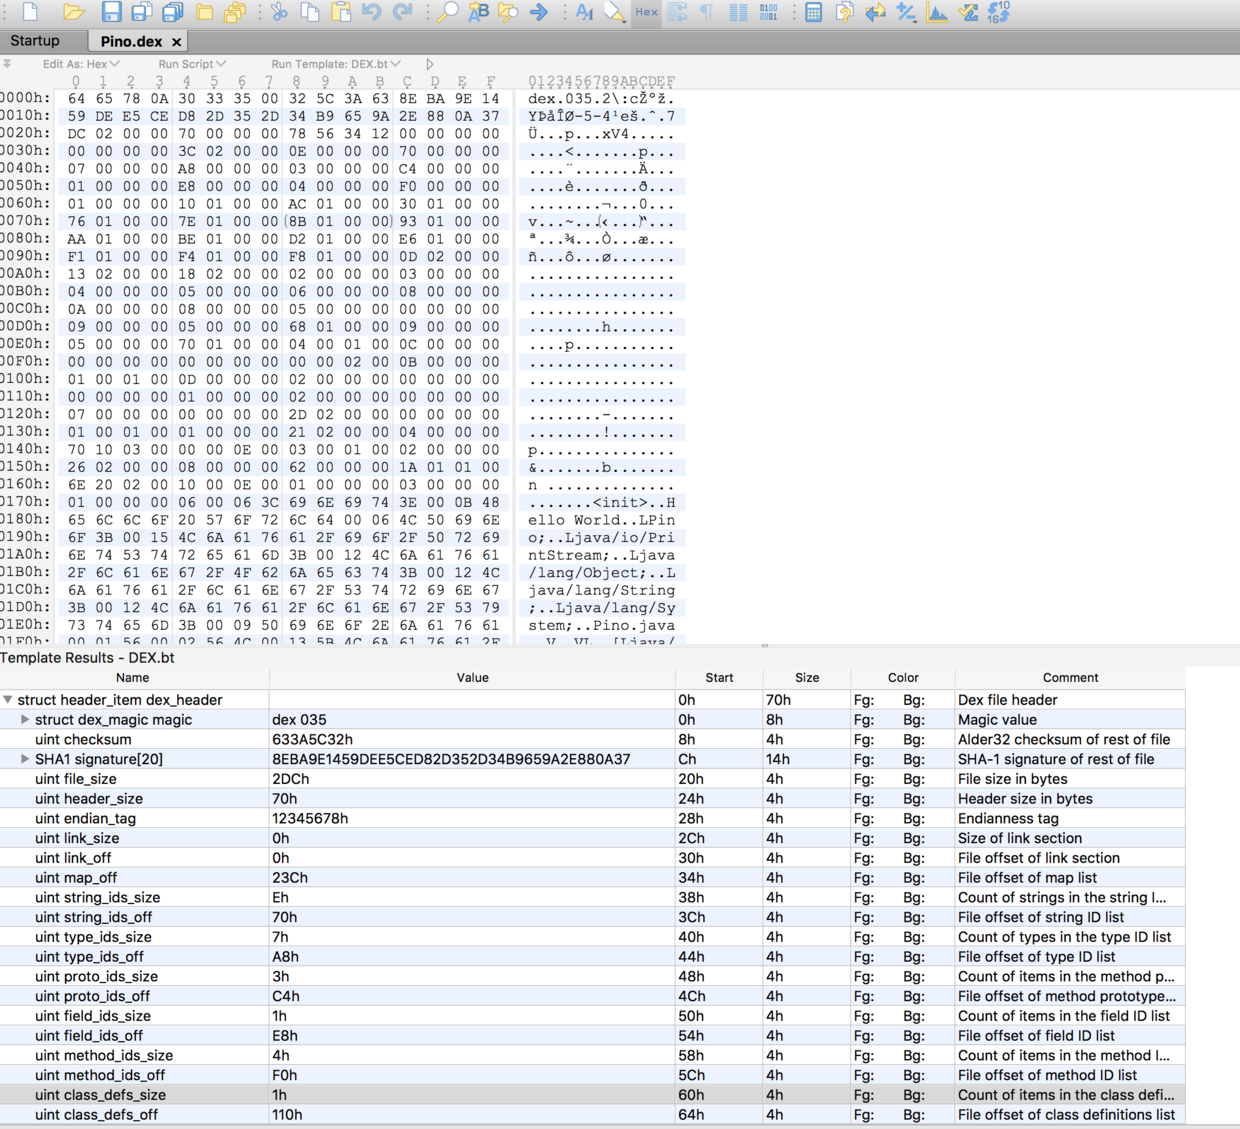 Hex
Startup
Pino.dex ×
Edit As: Hex
Run Script
Run Template: DEX.bt
0 1 2 3 4 5 6 7 8 9 A B C D E F 0123456789ABCDEF
0000h: 64 65 78 0A 30 33 35 00 32 5C 3A 63 8E BA 9E 14 dex.035.2\:cŽºž.
0010h: 59 DE E5 CE D8 2D 35 2D 34 B9 65 9A 2E 88 0A 37 YÞåÎØ-5-4¹eš.ˆ.7
0020h: DC 02 00 00 70 00 00 00 78 56 34 12 00 00 00 00 Ü...p...xV4.....
0030h: 00 00 00 00 3C 02 00 00 0E 00 00 00 70 00 00 00 ....<.......p...
0040h: 07 00 00 00 A8 00 00 00 03 00 00 00 C4 00 00 00 ....¨.......Ä...
0050h: 01 00 00 00 E8 00 00 00 04 00 00 00 F0 00 00 00 ....è.......ð...
0060h: 01 00 00 00 10 01 00 00 AC 01 00 00 30 01 00 00 ........¬...0...
0070h: 76 01 00 00 7E 01 00 00 8B 01 00 00 93 01 00 00 v...~...‹...“...
0080h: AA 01 00 00 BE 01 00 00 D2 01 00 00 E6 01 00 00 ª...¾...Ò...æ...
0090h: F1 01 00 00 F4 01 00 00 F8 01 00 00 0D 02 00 00 ñ...ô...ø.......
00A0h: 13 02 00 00 18 02 00 00 02 00 00 00 03 00 00 00 ................
00B0h: 04 00 00 00 05 00 00 00 06 00 00 00 08 00 00 00 ................
00C0h: 0A 00 00 00 08 00 00 00 05 00 00 00 00 00 00 00 ................
00D0h: 09 00 00 00 05 00 00 00 68 01 00 00 09 00 00 00 ........h.......
00E0h: 05 00 00 00 70 01 00 00 04 00 01 00 0C 00 00 00 ....p...........
00F0h: 00 00 00 00 00 00 00 00 00 00 02 00 0B 00 00 00 ................
0100h: 01 00 01 00 0D 00 00 00 02 00 00 00 00 00 00 00 ................
0110h: 00 00 00 00 01 00 00 00 02 00 00 00 00 00 00 00 ................
0120h: 07 00 00 00 00 00 00 00 2D 02 00 00 00 00 00 00 ........-.......
0130h: 01 00 01 00 01 00 00 00 21 02 00 00 04 00 00 00 ........!.......
0140h: 70 10 03 00 00 00 0E 00 03 00 01 00 02 00 00 00 p...............
0150h: 26 02 00 00 08 00 00 00 62 00 00 00 1A 01 01 00 &.......b.......
0160h: 6E 20 02 00 10 00 0E 00 01 00 00 00 03 00 00 00 n ..............
0170h: 01 00 00 00 06 00 06 3C 69 6E 69 74 3E 00 0B 48 .......<init>..H
0180h: 65 6C 6C 6F 20 57 6F 72 6C 64 00 06 4C 50 69 6E ello World..LPin
0190h: 6F 3B 00 15 4C 6A 61 76 61 2F 69 6F 2F 50 72 69 o;..Ljava/io/Pri
01A0h: 6E 74 53 74 72 65 61 6D 3B 00 12 4C 6A 61 76 61 ntStream;..Ljava
01B0h: 2F 6C 61 6E 67 2F 4F 62 6A 65 63 74 3B 00 12 4C /lang/Object;..L
01C0h: 6A 61 76 61 2F 6C 61 6E 67 2F 53 74 72 69 6E 67 java/lang/String
01D0h: 3B 00 12 4C 6A 61 76 61 2F 6C 61 6E 67 2F 53 79 ;..Ljava/lang/Sy
01E0h: 73 74 65 6D 3B 00 09 50 69 6E 6F 2E 6A 61 76 61 stem;..Pino.java
01F0h: 00 01 56 00 02 56 4C 00 13 5B 4C 6A 61 76 61 2F ..V..VL..[Ljava/
Template Results - DEX.bt
Name Value Start Size Color Comment
struct header_item dex_header 0h 70h Fg: Bg: Dex file header
struct dex_magic magic dex 035 0h 8h Fg: Bg: Magic value
uint checksum 633A5C32h 8h 4h Fg: Bg: Alder32 checksum of rest of file
SHA1 signature[20] 8EBA9E1459DEE5CED82D352D34B9659A2E880A37 Ch 14h Fg: Bg: SHA-1 signature of rest of file
uint file_size 2DCh 20h 4h Fg: Bg: File size in bytes
uint header_size 70h 24h 4h Fg: Bg: Header size in bytes
uint endian_tag 12345678h 28h 4h Fg: Bg: Endianness tag
uint link_size 0h 2Ch 4h Fg: Bg: Size of link section
uint link_off 0h 30h 4h Fg: Bg: File offset of link section
uint map_off 23Ch 34h 4h Fg: Bg: File offset of map list
uint string_ids_size Eh 38h 4h Fg: Bg: Count of strings in the string l...
uint string_ids_off 70h 3Ch 4h Fg: Bg: File offset of string ID list
uint type_ids_size 7h 40h 4h Fg: Bg: Count of types in the type ID list
uint type_ids_off A8h 44h 4h Fg: Bg: File offset of type ID list
uint proto_ids_size 3h 48h 4h Fg: Bg: Count of items in the method p...
uint proto_ids_off C4h 4Ch 4h Fg: Bg: File offset of method prototype...
uint field_ids_size 1h 50h 4h Fg: Bg: Count of items in the field ID list
uint field_ids_off E8h 54h 4h Fg: Bg: File offset of field ID list
uint method_ids_size 4h 58h 4h Fg: Bg: Count of items in the method l...
uint method_ids_off F0h 5Ch 4h Fg: Bg: File offset of method ID list
uint class_defs_size 1h 60h 4h Fg: Bg: Count of items in the class defi...
uint class_defs_off 110h 64h 4h Fg: Bg: File offset of class definitions list